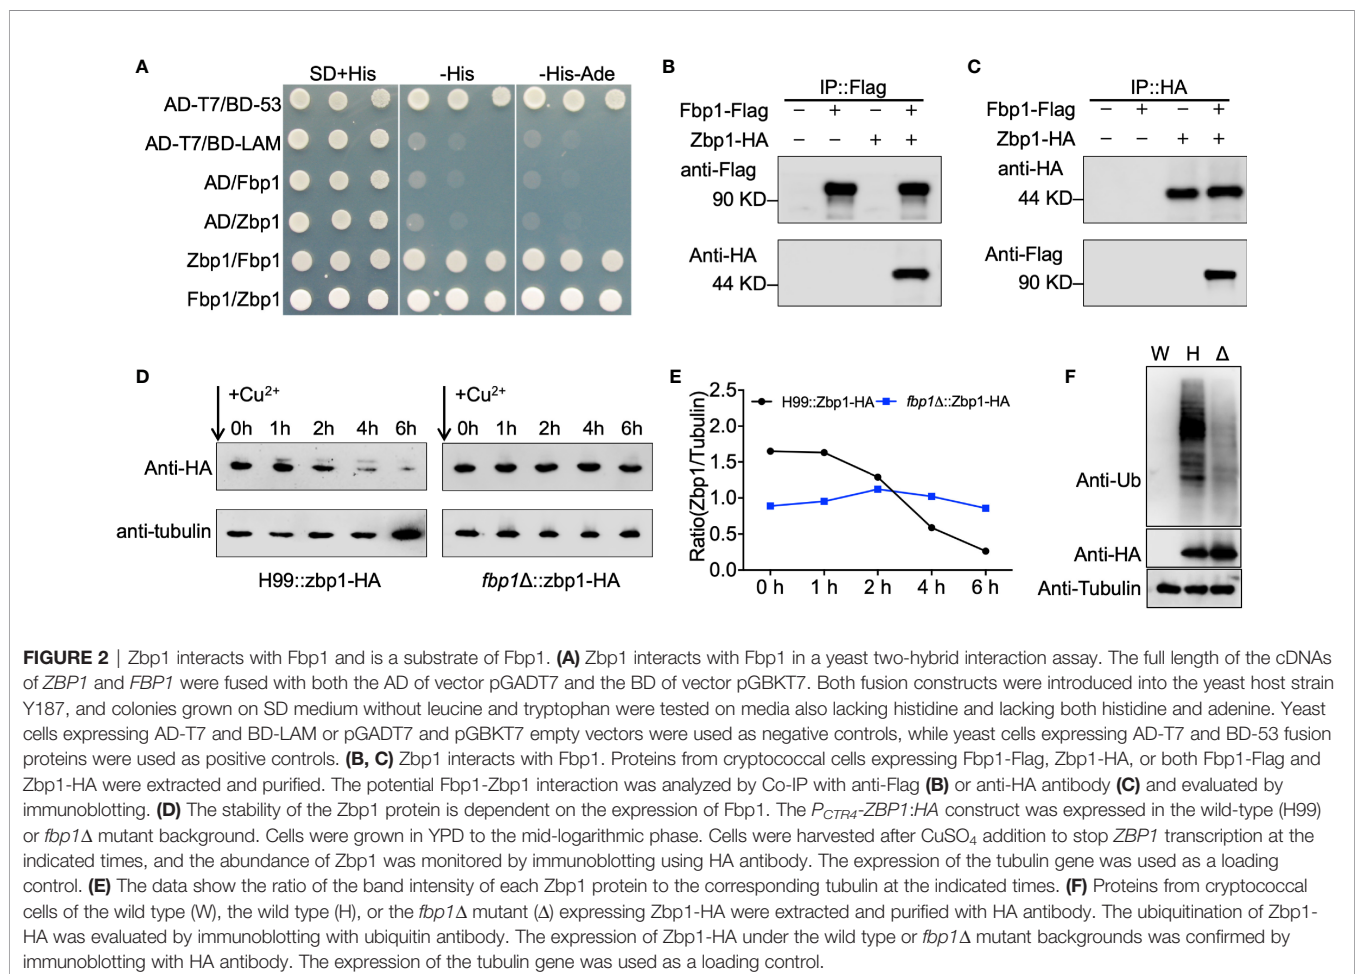 A
SD+His -His -His-Ade
AD-T7/BD-53
AD-T7/BD-LAM
AD/Fbp1
AD/Zbp1
Zbp1/Fbp1
Fbp1/Zbp1
B
IP::Flag
Fbp1-Flag – + – +
Zbp1-HA – – + +
anti-Flag
90 KD
Anti-HA
44 KD
C
IP::HA
Fbp1-Flag – + – +
Zbp1-HA – – + +
anti-HA
44 KD
Anti-Flag
90 KD
D
+Cu²⁺ +Cu²⁺
0h 1h 2h 4h 6h 0h 1h 2h 4h 6h
Anti-HA
anti-tubulin
H99::zbp1-HA fbp1Δ::zbp1-HA
E
Ratio(Zbp1/Tubulin)
2.5
2.0
1.5
1.0
0.5
0.0
H99::Zbp1-HA fbp1Δ::Zbp1-HA
0 h 1 h 2 h 4 h 6 h
F
W H Δ
Anti-Ub
Anti-HA
Anti-Tubulin
FIGURE 2 | Zbp1 interacts with Fbp1 and is a substrate of Fbp1. (A) Zbp1 interacts with Fbp1 in a yeast two-hybrid interaction assay. The full length of the cDNAs
of ZBP1 and FBP1 were fused with both the AD of vector pGADT7 and the BD of vector pGBKT7. Both fusion constructs were introduced into the yeast host strain
Y187, and colonies grown on SD medium without leucine and tryptophan were tested on media also lacking histidine and lacking both histidine and adenine. Yeast
cells expressing AD-T7 and BD-LAM or pGADT7 and pGBKT7 empty vectors were used as negative controls, while yeast cells expressing AD-T7 and BD-53 fusion
proteins were used as positive controls. (B, C) Zbp1 interacts with Fbp1. Proteins from cryptococcal cells expressing Fbp1-Flag, Zbp1-HA, or both Fbp1-Flag and
Zbp1-HA were extracted and purified. The potential Fbp1-Zbp1 interaction was analyzed by Co-IP with anti-Flag (B) or anti-HA antibody (C) and evaluated by
immunoblotting. (D) The stability of the Zbp1 protein is dependent on the expression of Fbp1. The P_CTR4-ZBP1:HA construct was expressed in the wild-type (H99)
or fbp1Δ mutant background. Cells were grown in YPD to the mid-logarithmic phase. Cells were harvested after CuSO₄ addition to stop ZBP1 transcription at the
indicated times, and the abundance of Zbp1 was monitored by immunoblotting using HA antibody. The expression of the tubulin gene was used as a loading
control. (E) The data show the ratio of the band intensity of each Zbp1 protein to the corresponding tubulin at the indicated times. (F) Proteins from cryptococcal
cells of the wild type (W), the wild type (H), or the fbp1Δ mutant (Δ) expressing Zbp1-HA were extracted and purified with HA antibody. The ubiquitination of Zbp1-
HA was evaluated by immunoblotting with ubiquitin antibody. The expression of Zbp1-HA under the wild type or fbp1Δ mutant backgrounds was confirmed by
immunoblotting with HA antibody. The expression of the tubulin gene was used as a loading control.